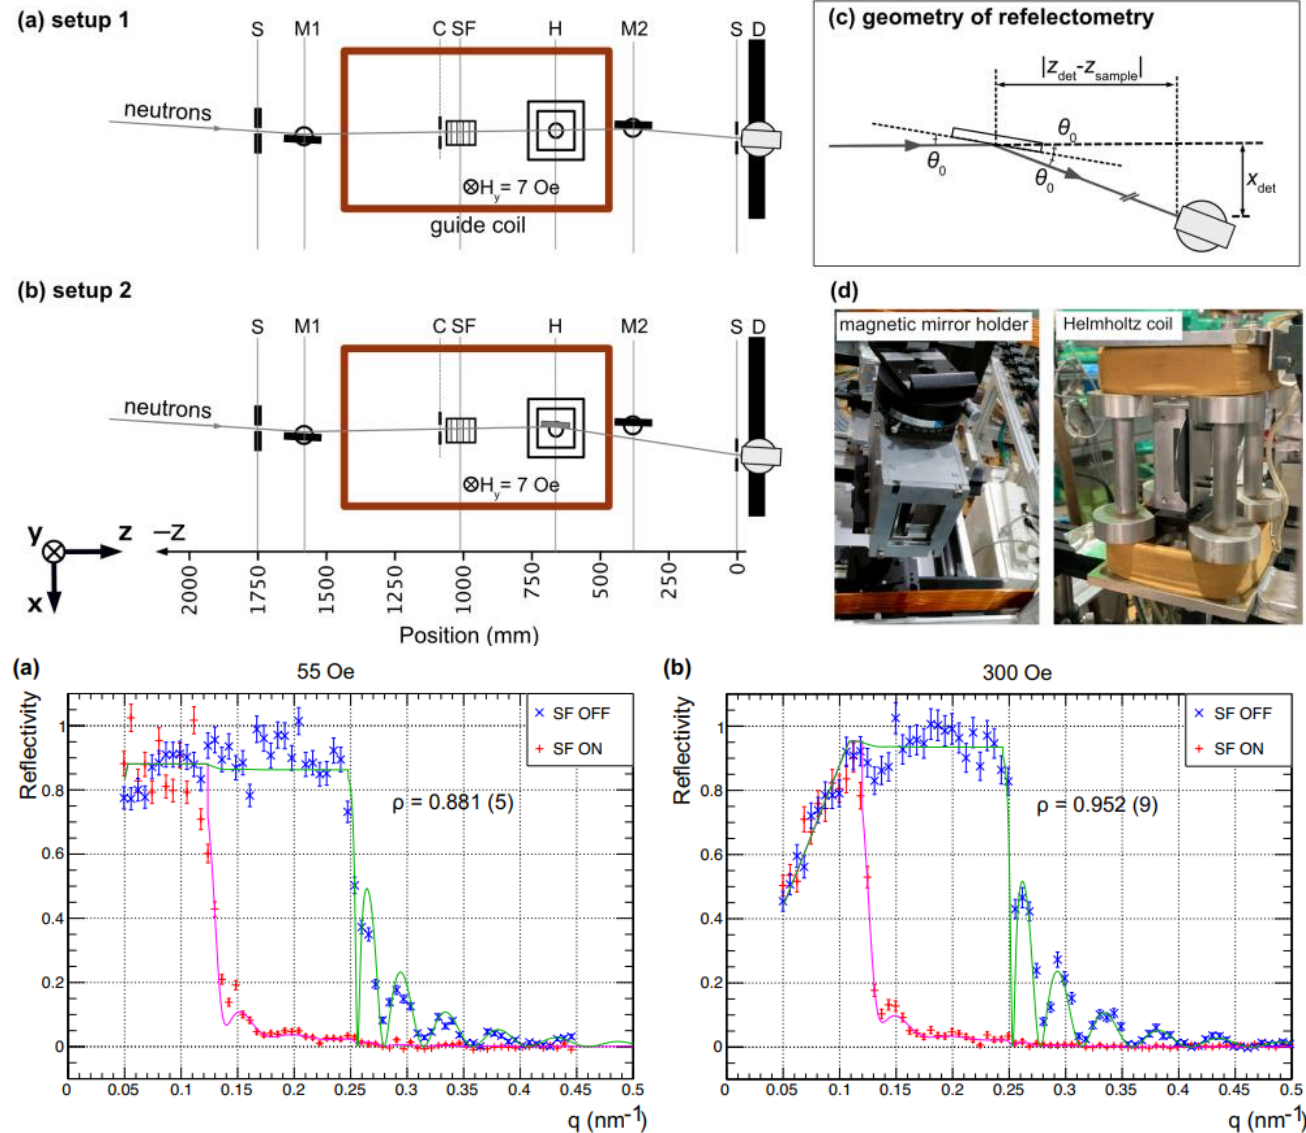 (a) setup 1
S M1 C SF H M2 S D
neutrons
⊗Hy= 7 Oe
guide coil
(c) geometry of refelectometry
|zdet-zsample|
θ0
θ0
θ0
xdet
(b) setup 2
S M1 C SF H M2 S D
neutrons
⊗Hy= 7 Oe
y z −Z
x
2000 1750 1500 1250 1000 750 500 250 0
Position (mm)
(d)
magnetic mirror holder
Helmholtz coil
(a) 55 Oe
Reflectivity
SF OFF
SF ON
ρ = 0.881 (5)
1
0.8
0.6
0.4
0.2
0
0 0.05 0.1 0.15 0.2 0.25 0.3 0.35 0.4 0.45 0.5
q (nm-1)
(b) 300 Oe
Reflectivity
SF OFF
SF ON
ρ = 0.952 (9)
1
0.8
0.6
0.4
0.2
0
0 0.05 0.1 0.15 0.2 0.25 0.3 0.35 0.4 0.45 0.5
q (nm-1)